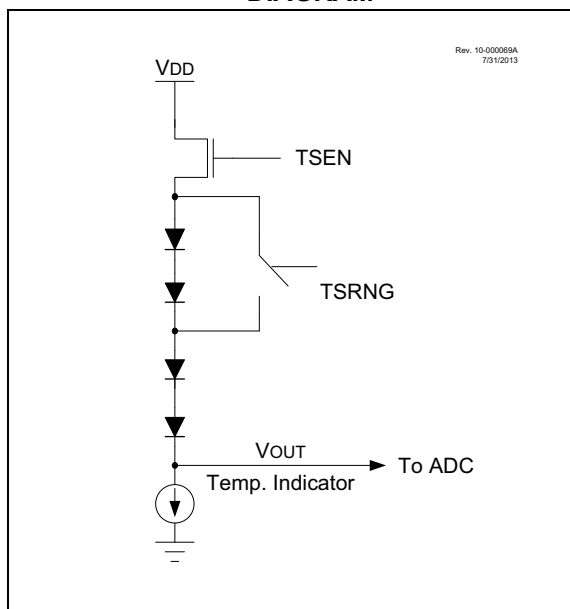 DIAGRAM
Rev. 10-000069A
7/31/2013
VDD
TSEN
TSRNG
VOUT
To ADC
Temp. Indicator